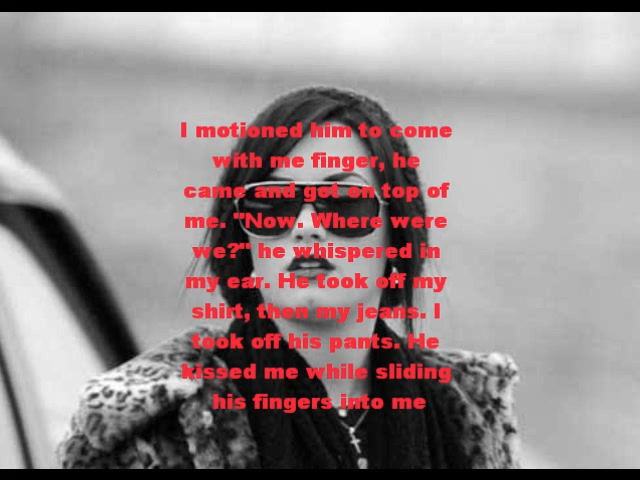 I motioned him to come
with me finger, he
came and got on top of
me. "Now. Where were
we?" he whispered in
my ear. He took off my
shirt, then my jeans. I
took off his pants. He
kissed me while sliding
his fingers into me